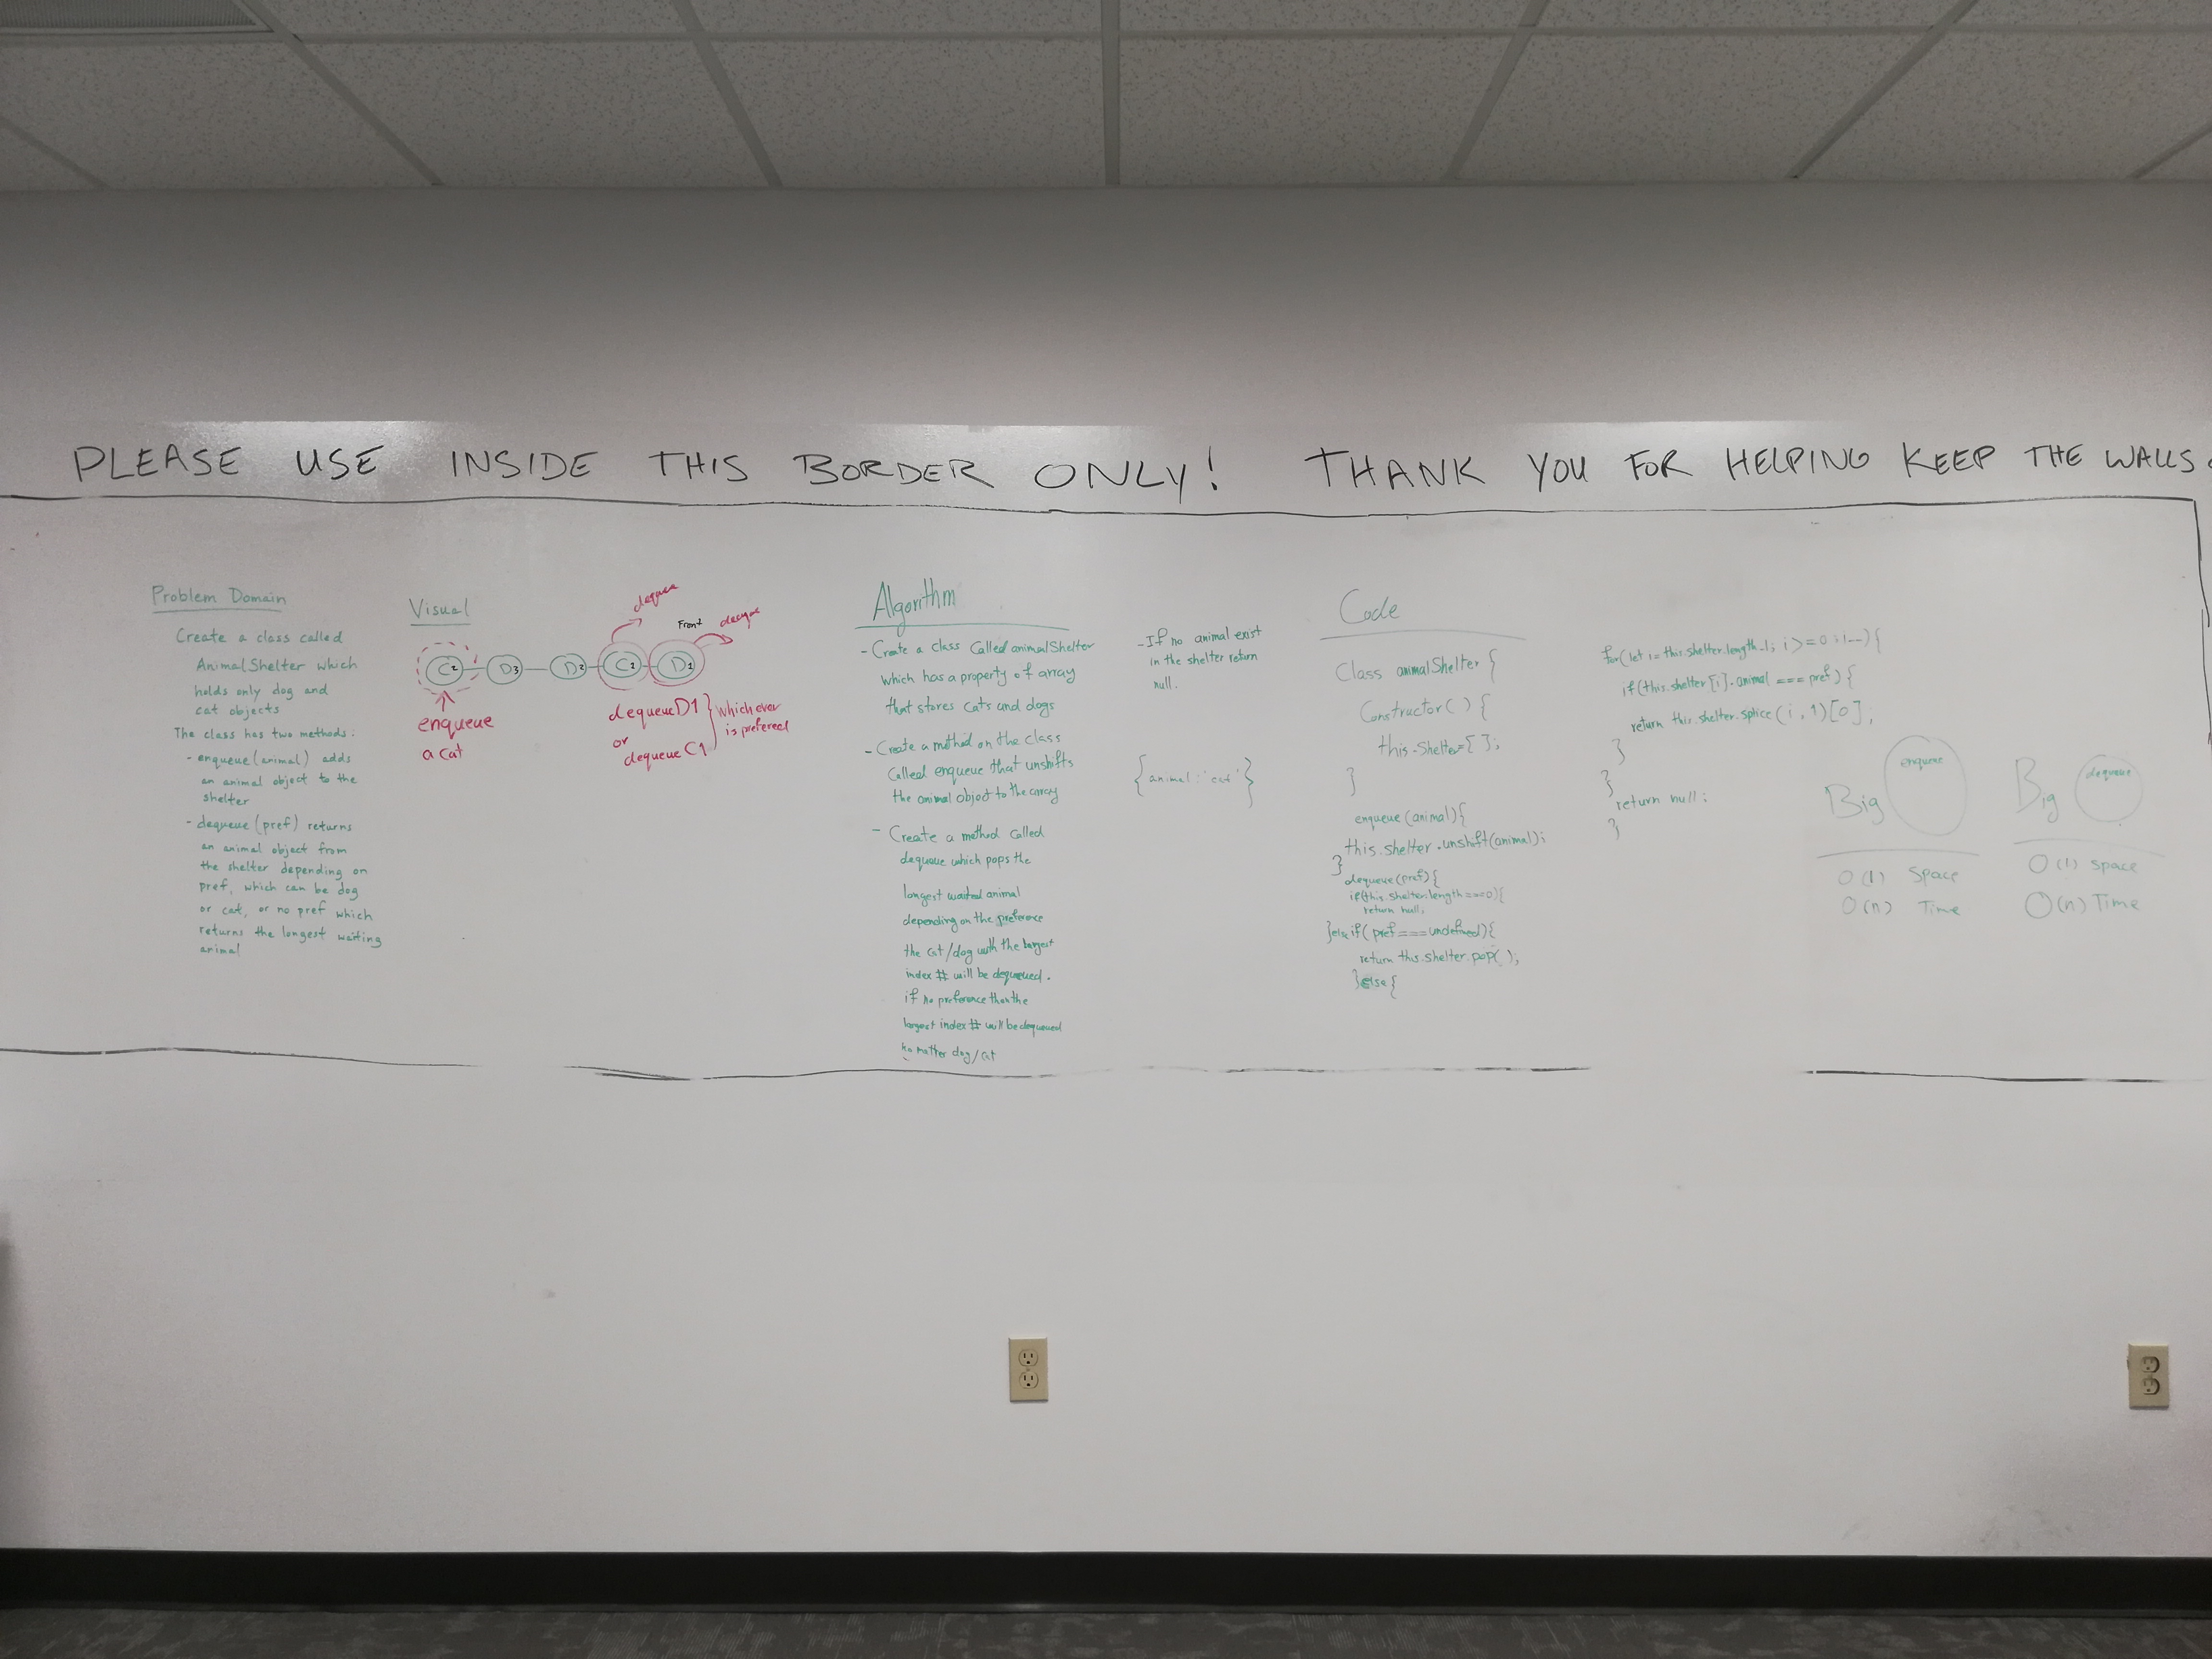 PLEASE USE INSIDE THIS BORDER ONLY! THANK YOU FOR HELPING KEEP THE WALLS
Problem Domain
Create a class called
AnimalShelter which
holds only dog and
cat objects
The class has two methods:
- enqueue (animal) adds
an animal object to the
shelter
- dequeue (pref) returns
an animal object from
the shelter depending on
pref, which can be dog
or cat, or no pref which
returns the longest waiting
animal
Visual
deque
Front
deque
C2 D3 D2 C1 D1
enqueue
a cat
dequeue D1
or
dequeue C1
whichever
is prefered
Algorithm
- Create a class Called animalShelter
which has a property of array
that stores cats and dogs
- Create a method on the class
Called enqueue that unshifts
the animal object to the array
- Create a method called
dequeue which pops the
longest waited animal
depending on the preference
the cat/dog with the largest
index # will be dequeued.
if no preference than the
largest index # will be dequeued
no matter dog/cat
- If no animal exist
in the shelter return
null.
{animal: 'cat'}
Code
Class animalShelter {
Constructor() {
this.Shelter=[];
}
enqueue (animal){
this.shelter.unshift(animal);
}
dequeue(pref){
if(this.shelter.length===0){
return null;
}else if( pref===undefined){
return this.shelter.pop( );
}else{
for(let i=this.shelter.length-1; i>=0; i--){
if(this.shelter[i].animal === pref) {
return this.shelter.splice(i,1)[0];
}
}
return null;
}
Big enqueue
O(1) Space
O(n) Time
Big dequeue
O(1) space
O(n) Time